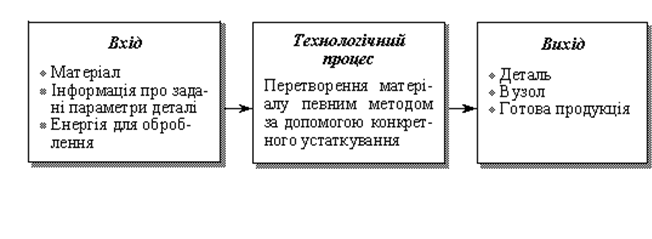 Вхід
Матеріал
Інформація про зада-
ні параметри деталі
Енергія для оброб-
лення
Технологічний
процес
Перетворення матері-
алу певним методом
за допомогою конкрет-
ного устаткування
Вихід
Деталь
Вузол
Готова продукція